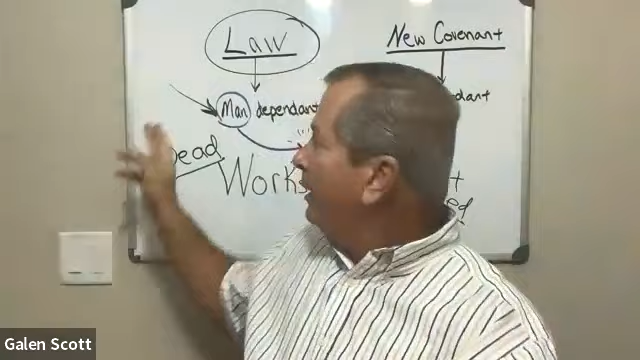 Law
New Covenant
Man dependant
Dead
Works
Galen Scott